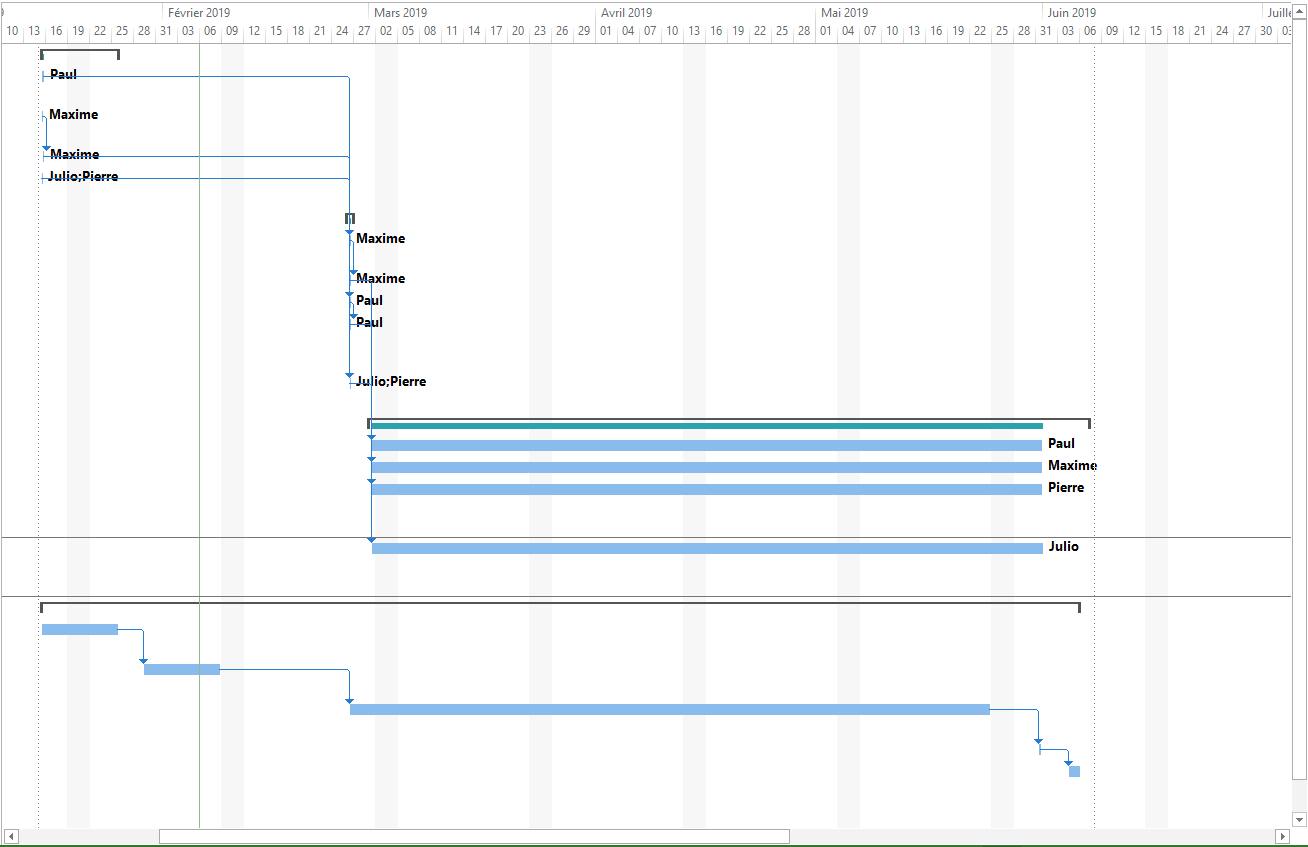 9 Février 2019 Mars 2019 Avril 2019 Mai 2019 Juin 2019 Juille
10 13 16 19 22 25 28 31 03 06 09 12 15 18 21 24 27 02 05 08 11 14 17 20 23 26 29 01 04 07 10 13 16 19 22 25 28 01 04 07 10 13 16 19 22 25 28 31 03 06 09 12 15 18 21 24 27 30 03
Paul
Maxime
Maxime
Julio;Pierre
Maxime
Maxime
Paul
Paul
Julio;Pierre
Paul
Maxime
Pierre
Julio